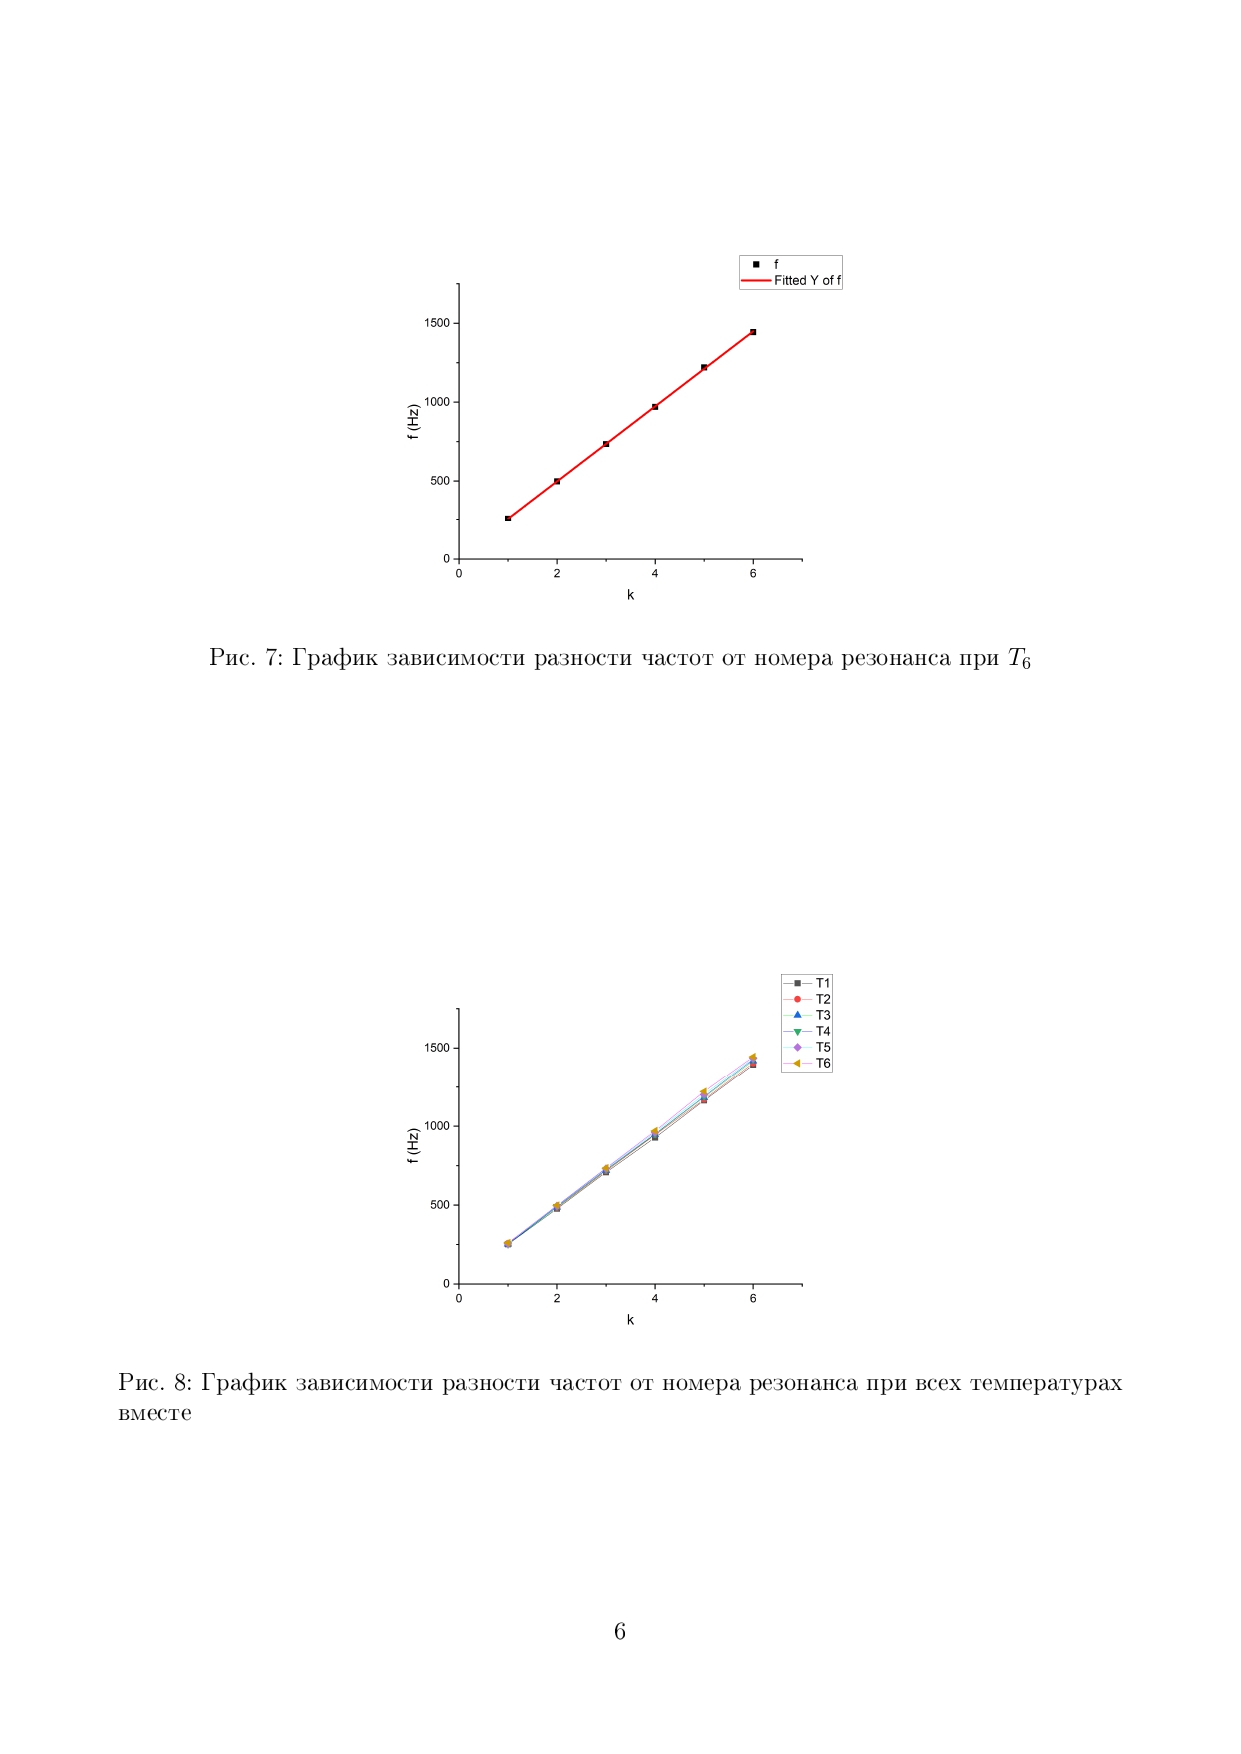 f
Fitted Y of f
1500
1000
500
0
f (Hz)
0 2 4 6
k
Рис. 7: График зависимости разности частот от номера резонанса при T₆
T1
T2
T3
T4
T5
T6
1500
1000
500
0
f (Hz)
0 2 4 6
k
Рис. 8: График зависимости разности частот от номера резонанса при всех температурах
вместе
6